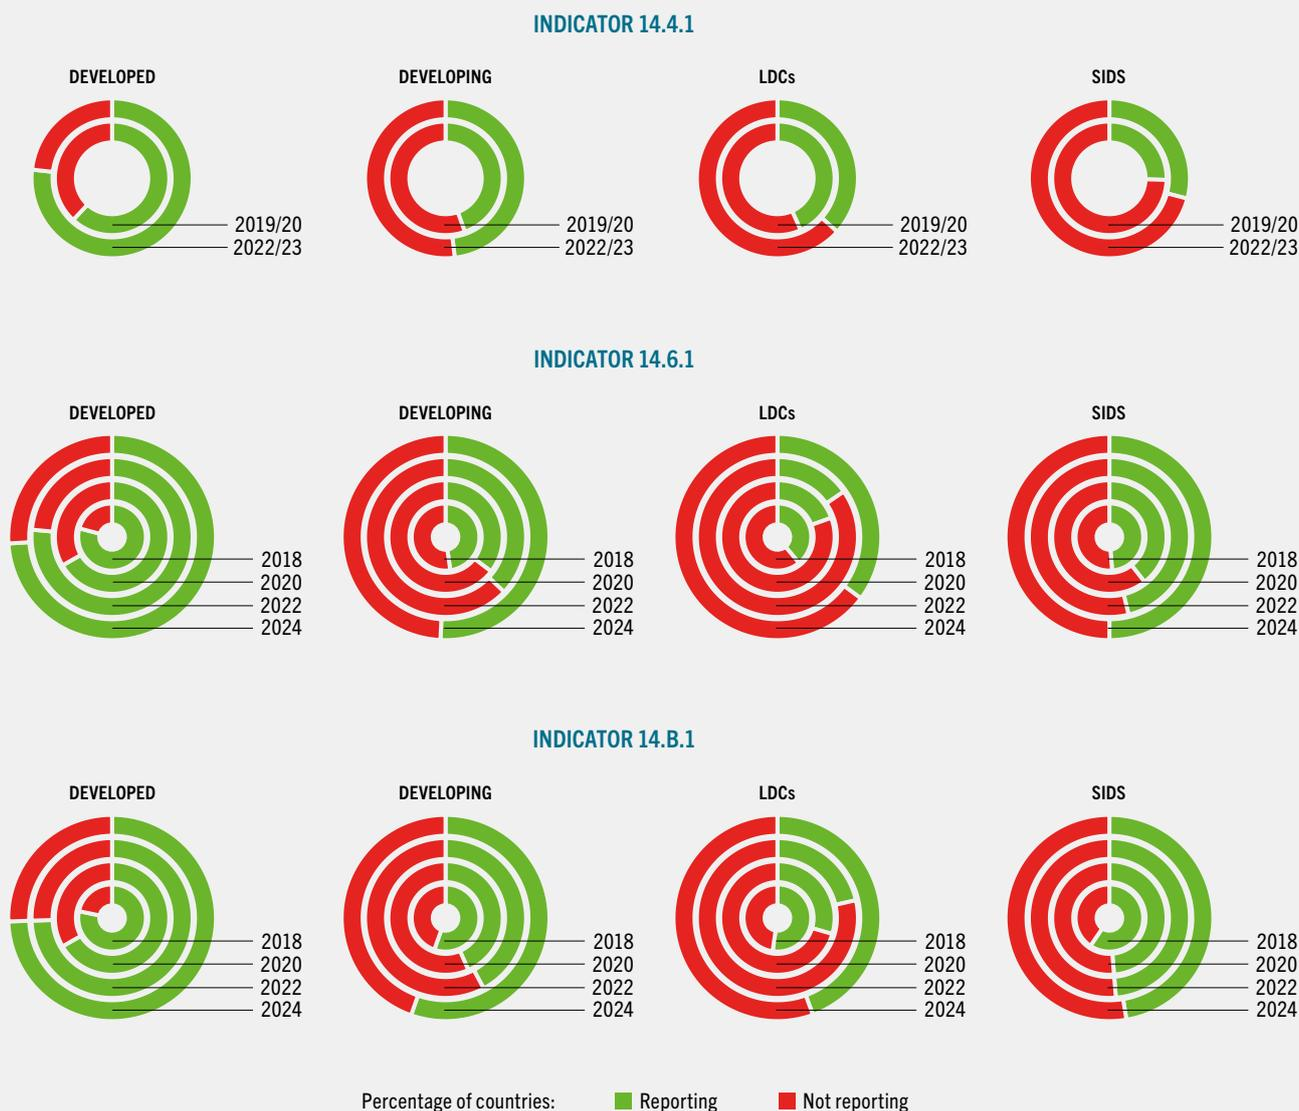 INDICATOR 14.4.1
DEVELOPED
DEVELOPING
LDCs
SIDS
2019/20
2022/23
2019/20
2022/23
2019/20
2022/23
2019/20
2022/23
INDICATOR 14.6.1
DEVELOPED
DEVELOPING
LDCs
SIDS
2018
2020
2022
2024
2018
2020
2022
2024
2018
2020
2022
2024
2018
2020
2022
2024
INDICATOR 14.B.1
DEVELOPED
DEVELOPING
LDCs
SIDS
2018
2020
2022
2024
2018
2020
2022
2024
2018
2020
2022
2024
2018
2020
2022
2024
Percentage of countries: Reporting Not reporting